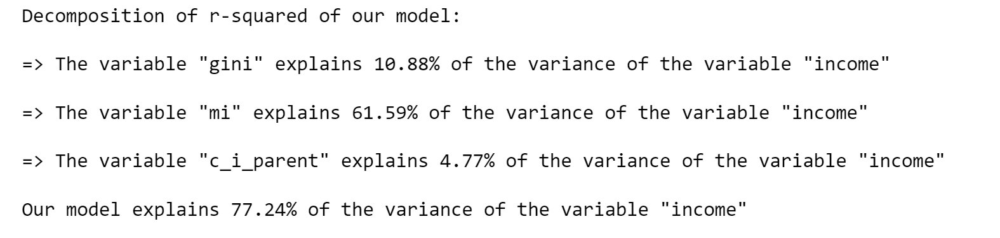 Decomposition of r-squared of our model:
=> The variable "gini" explains 10.88% of the variance of the variable "income"
=> The variable "mi" explains 61.59% of the variance of the variable "income"
=> The variable "c_i_parent" explains 4.77% of the variance of the variable "income"
Our model explains 77.24% of the variance of the variable "income"